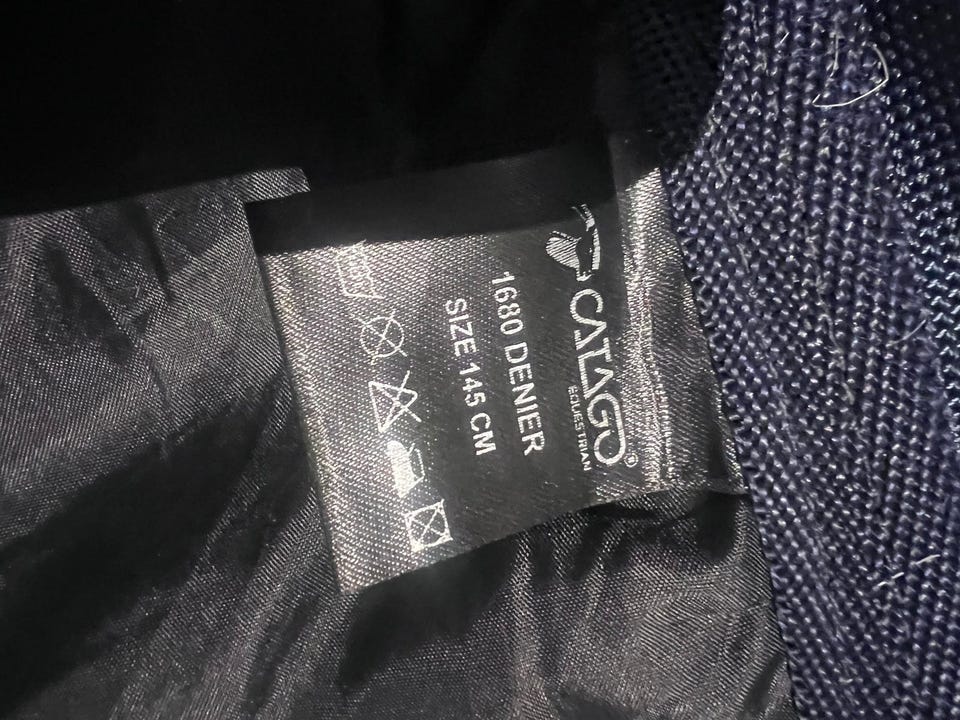 CATAGO®
EQUESTRIAN
1680 DENIER
SIZE 145 CM